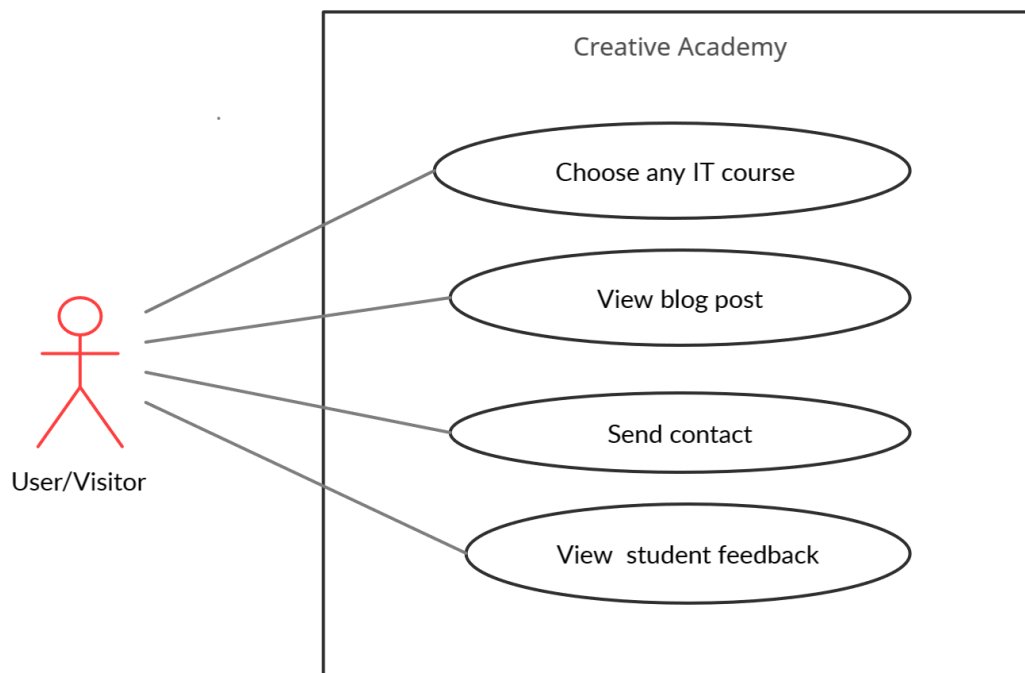 Creative Academy
Choose any IT course
View blog post
Send contact
User/Visitor
View  student feedback